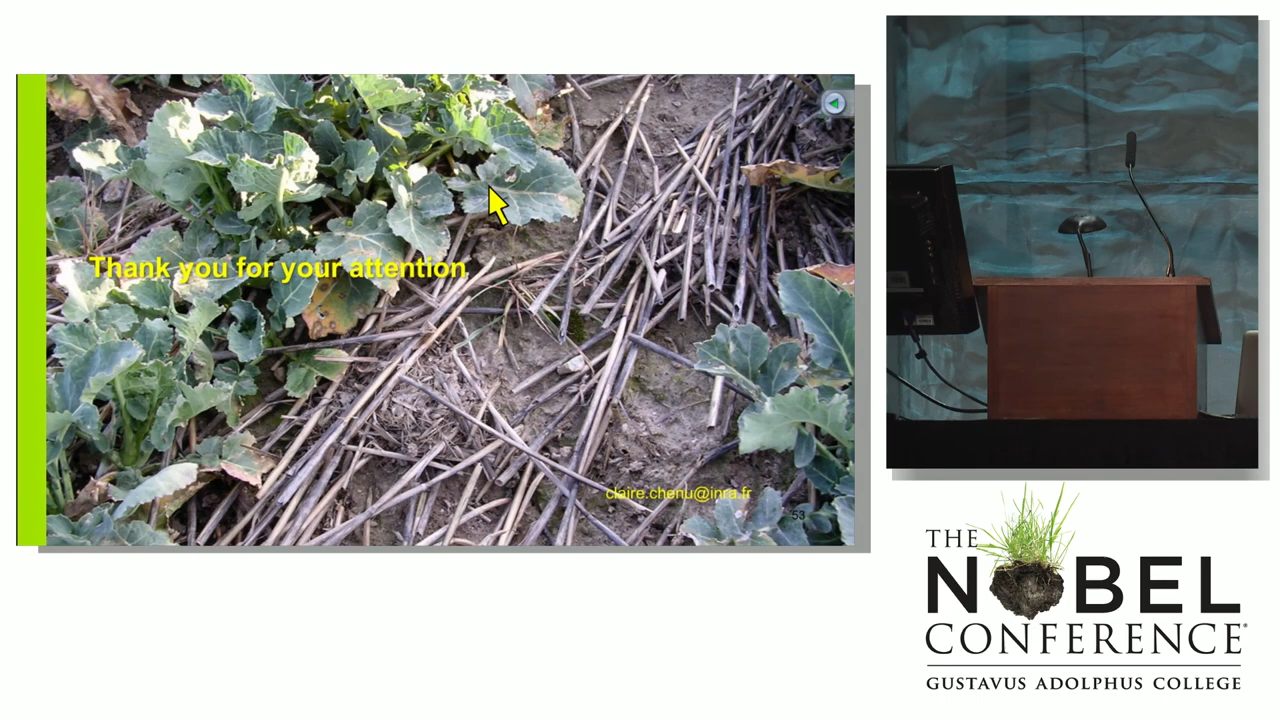 Thank you for your attention
claire.chenu@inra.fr
53
THE
NOBEL
CONFERENCE®
GUSTAVUS ADOLPHUS COLLEGE